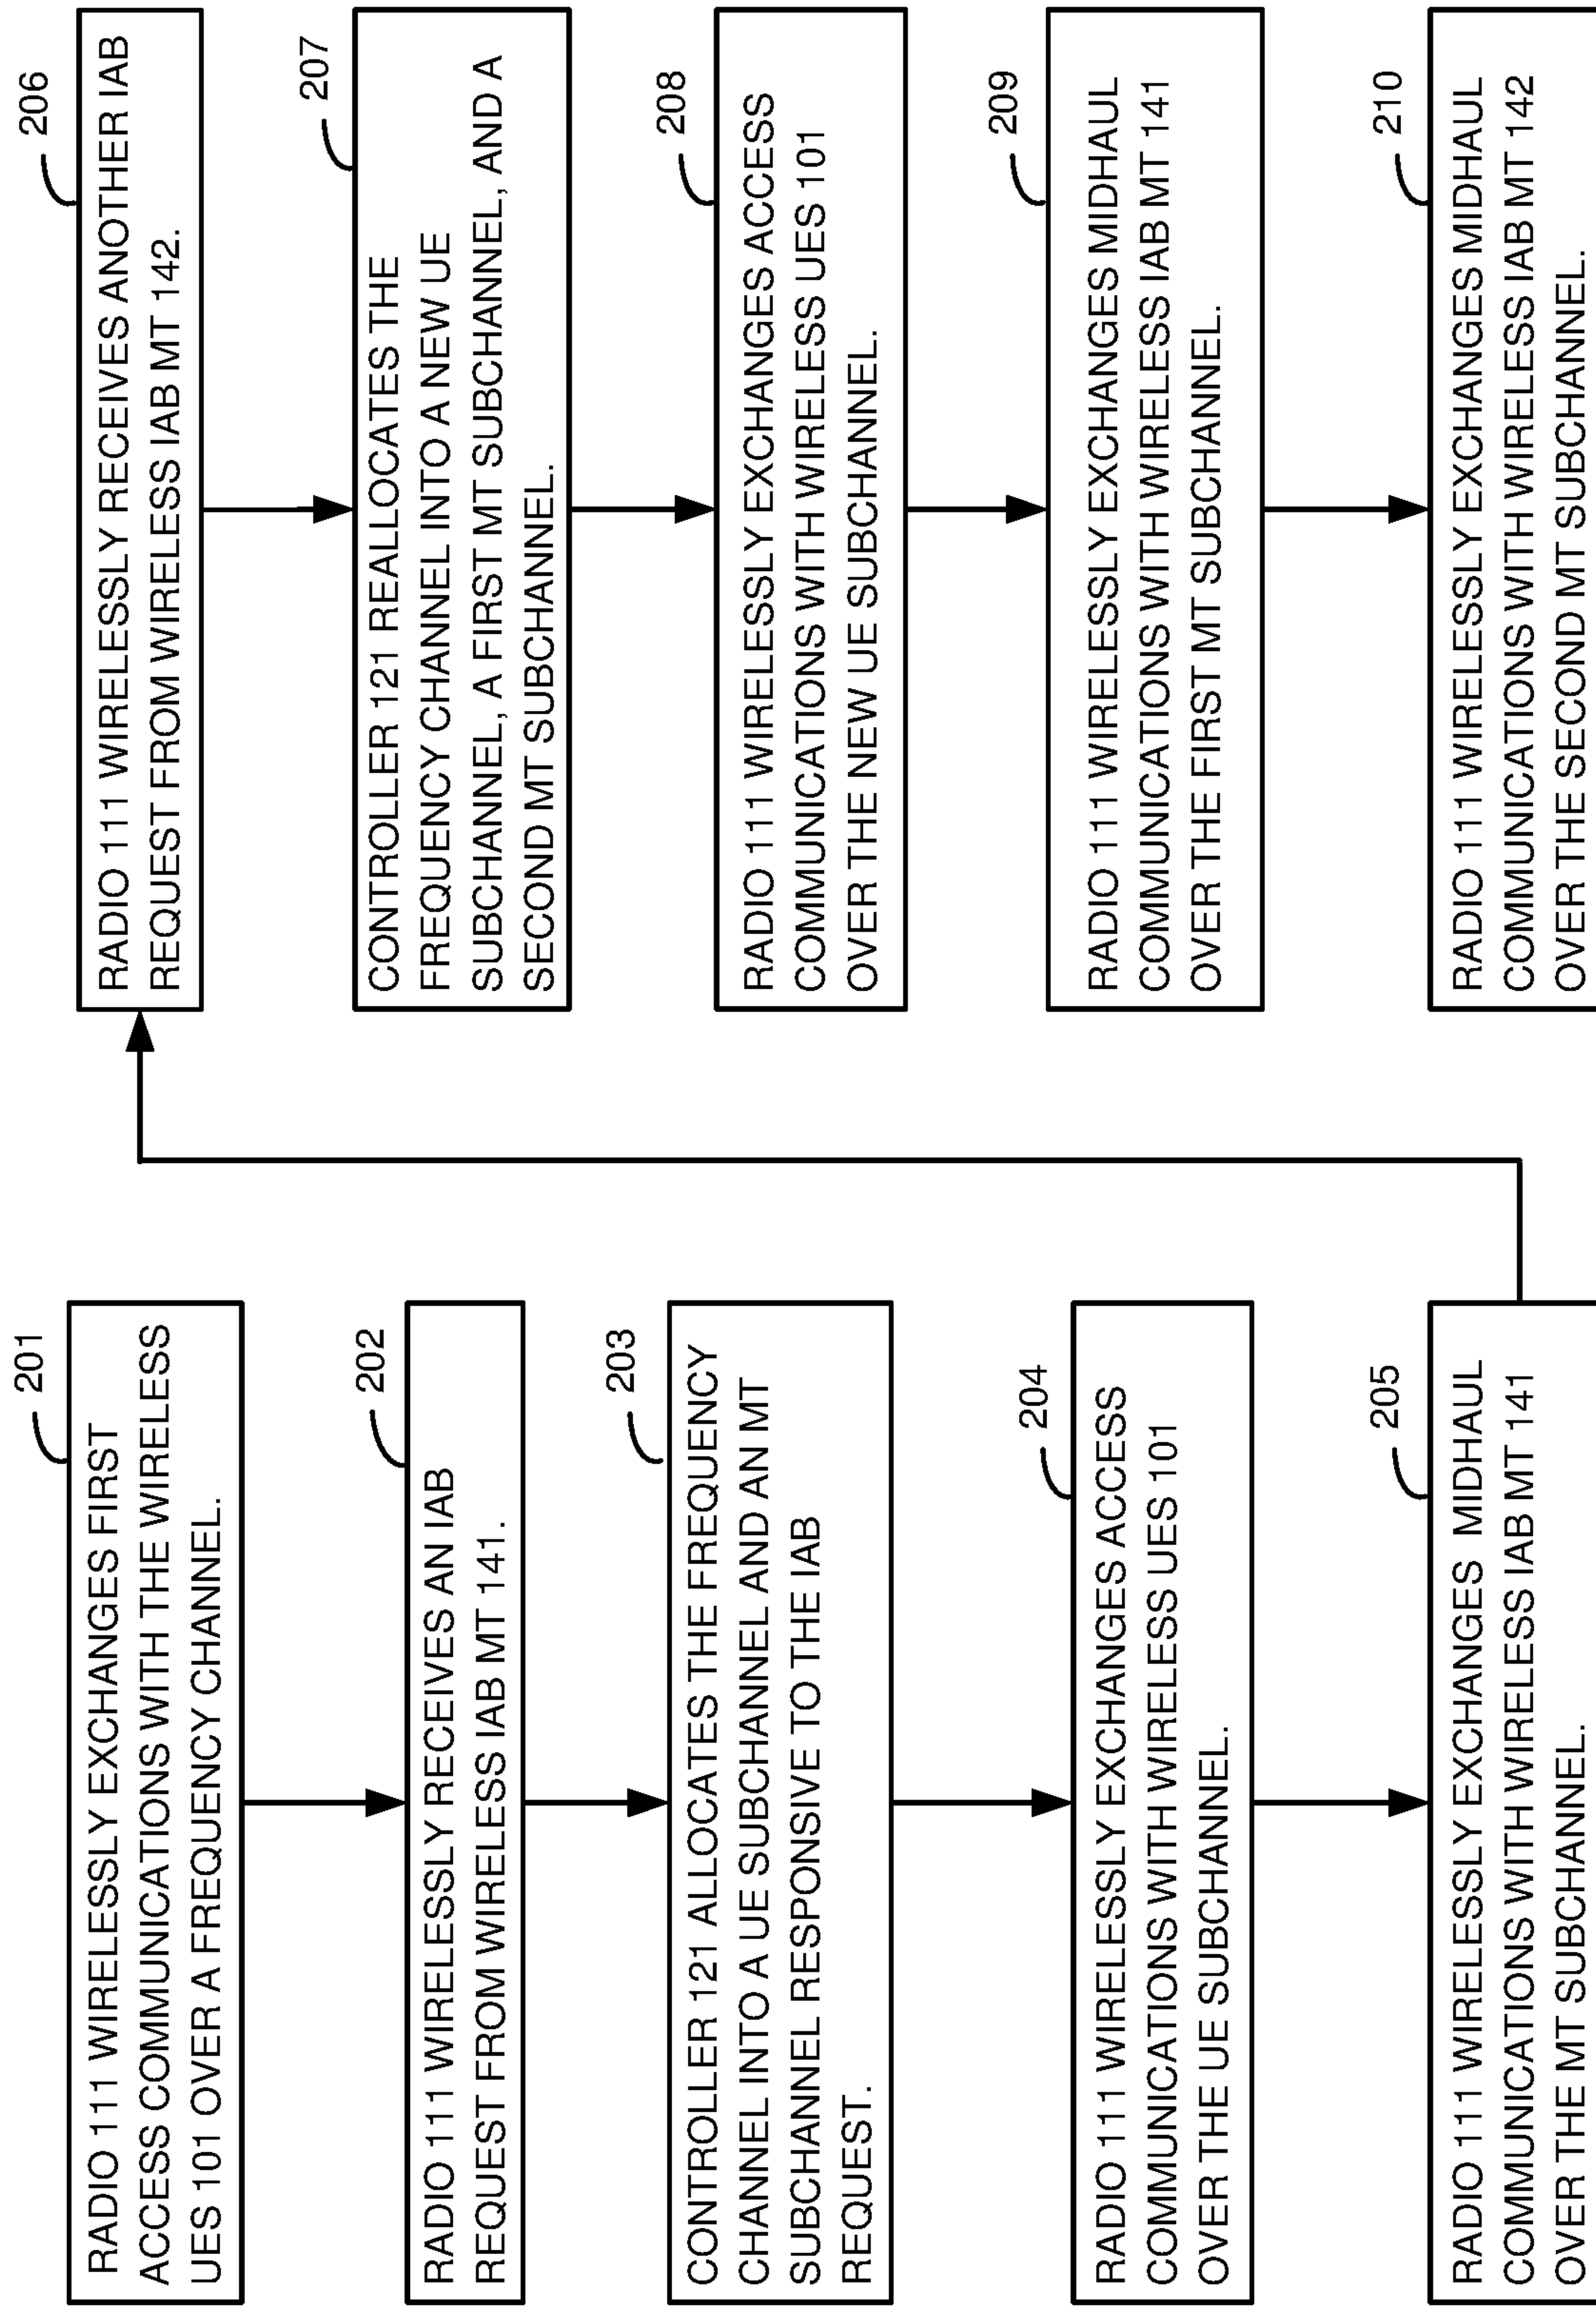 201
RADIO 111 WIRELESSLY EXCHANGES FIRST
ACCESS COMMUNICATIONS WITH THE WIRELESS
UES 101 OVER A FREQUENCY CHANNEL.
202
RADIO 111 WIRELESSLY RECEIVES AN IAB
REQUEST FROM WIRELESS IAB MT 141.
203
CONTROLLER 121 ALLOCATES THE FREQUENCY
CHANNEL INTO A UE SUBCHANNEL AND AN MT
SUBCHANNEL RESPONSIVE TO THE IAB
REQUEST.
204
RADIO 111 WIRELESSLY EXCHANGES ACCESS
COMMUNICATIONS WITH WIRELESS UES 101
OVER THE UE SUBCHANNEL.
205
RADIO 111 WIRELESSLY EXCHANGES MIDHAUL
COMMUNICATIONS WITH WIRELESS IAB MT 141
OVER THE MT SUBCHANNEL.
206
RADIO 111 WIRELESSLY RECEIVES ANOTHER IAB
REQUEST FROM WIRELESS IAB MT 142.
207
CONTROLLER 121 REALLOCATES THE
FREQUENCY CHANNEL INTO A NEW UE
SUBCHANNEL, A FIRST MT SUBCHANNEL, AND A
SECOND MT SUBCHANNEL.
208
RADIO 111 WIRELESSLY EXCHANGES ACCESS
COMMUNICATIONS WITH WIRELESS UES 101
OVER THE NEW UE SUBCHANNEL.
209
RADIO 111 WIRELESSLY EXCHANGES MIDHAUL
COMMUNICATIONS WITH WIRELESS IAB MT 141
OVER THE FIRST MT SUBCHANNEL.
210
RADIO 111 WIRELESSLY EXCHANGES MIDHAUL
COMMUNICATIONS WITH WIRELESS IAB MT 142
OVER THE SECOND MT SUBCHANNEL.